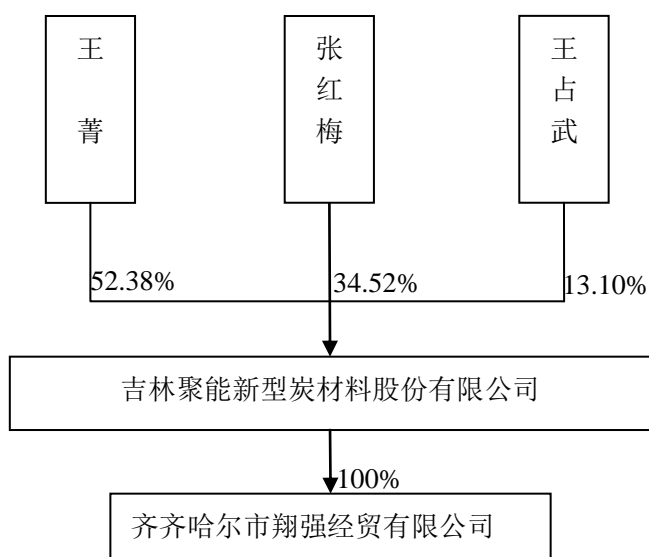 王菁
张红梅
王占武
52.38%
34.52%
13.10%
吉林聚能新型炭材料股份有限公司
100%
齐齐哈尔市翔强经贸有限公司